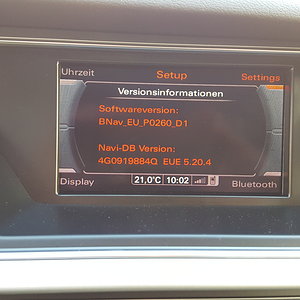 Uhrzeit Setup Settings
Versionsinformationen
Softwareversion:
BNav_EU_P0260_D1
Navi-DB Version:
4G0919884Q EUE 5.20.4
Display 21,0°C 10:02 Bluetooth